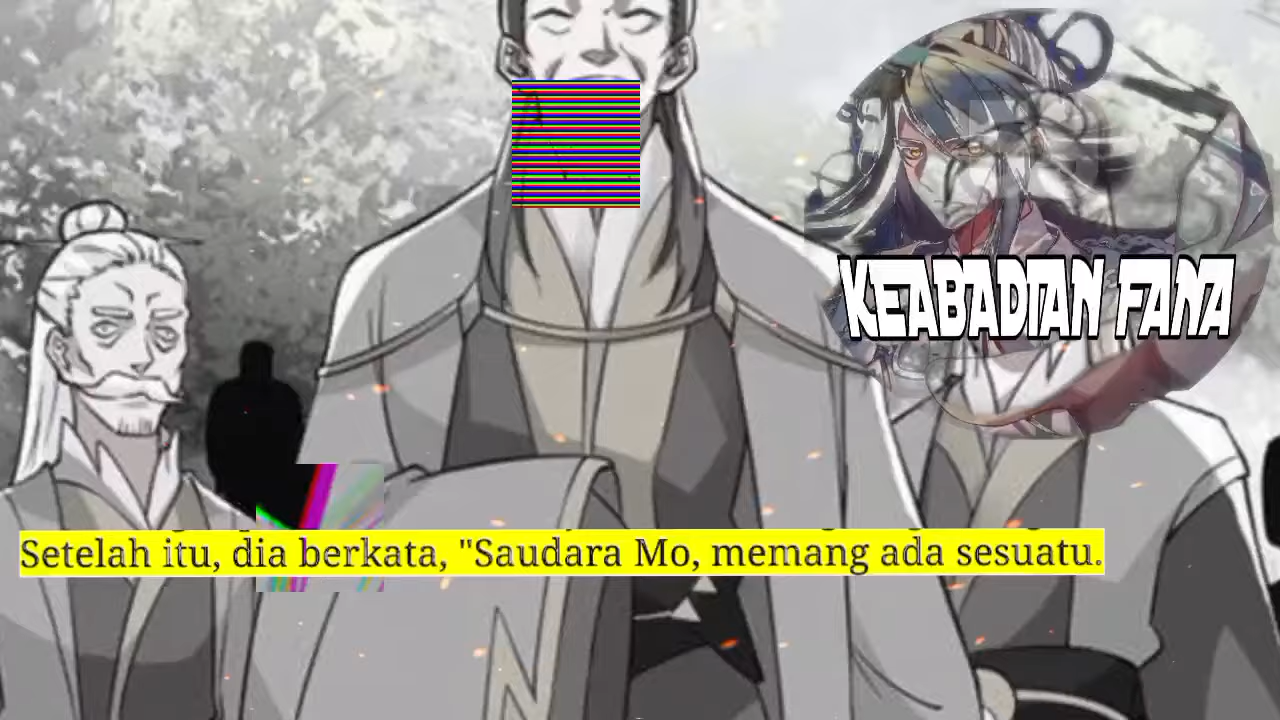 KEABADIAN FANA
Setelah itu, dia berkata, "Saudara Mo, memang ada sesuatu.